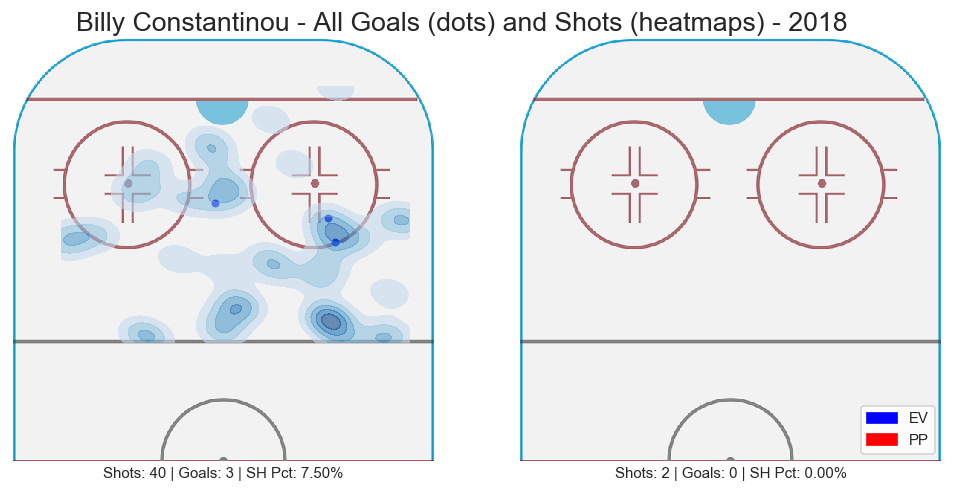 Billy Constantinou - All Goals (dots) and Shots (heatmaps) - 2018
EV
PP
Shots: 40 | Goals: 3 | SH Pct: 7.50%
Shots: 2 | Goals: 0 | SH Pct: 0.00%